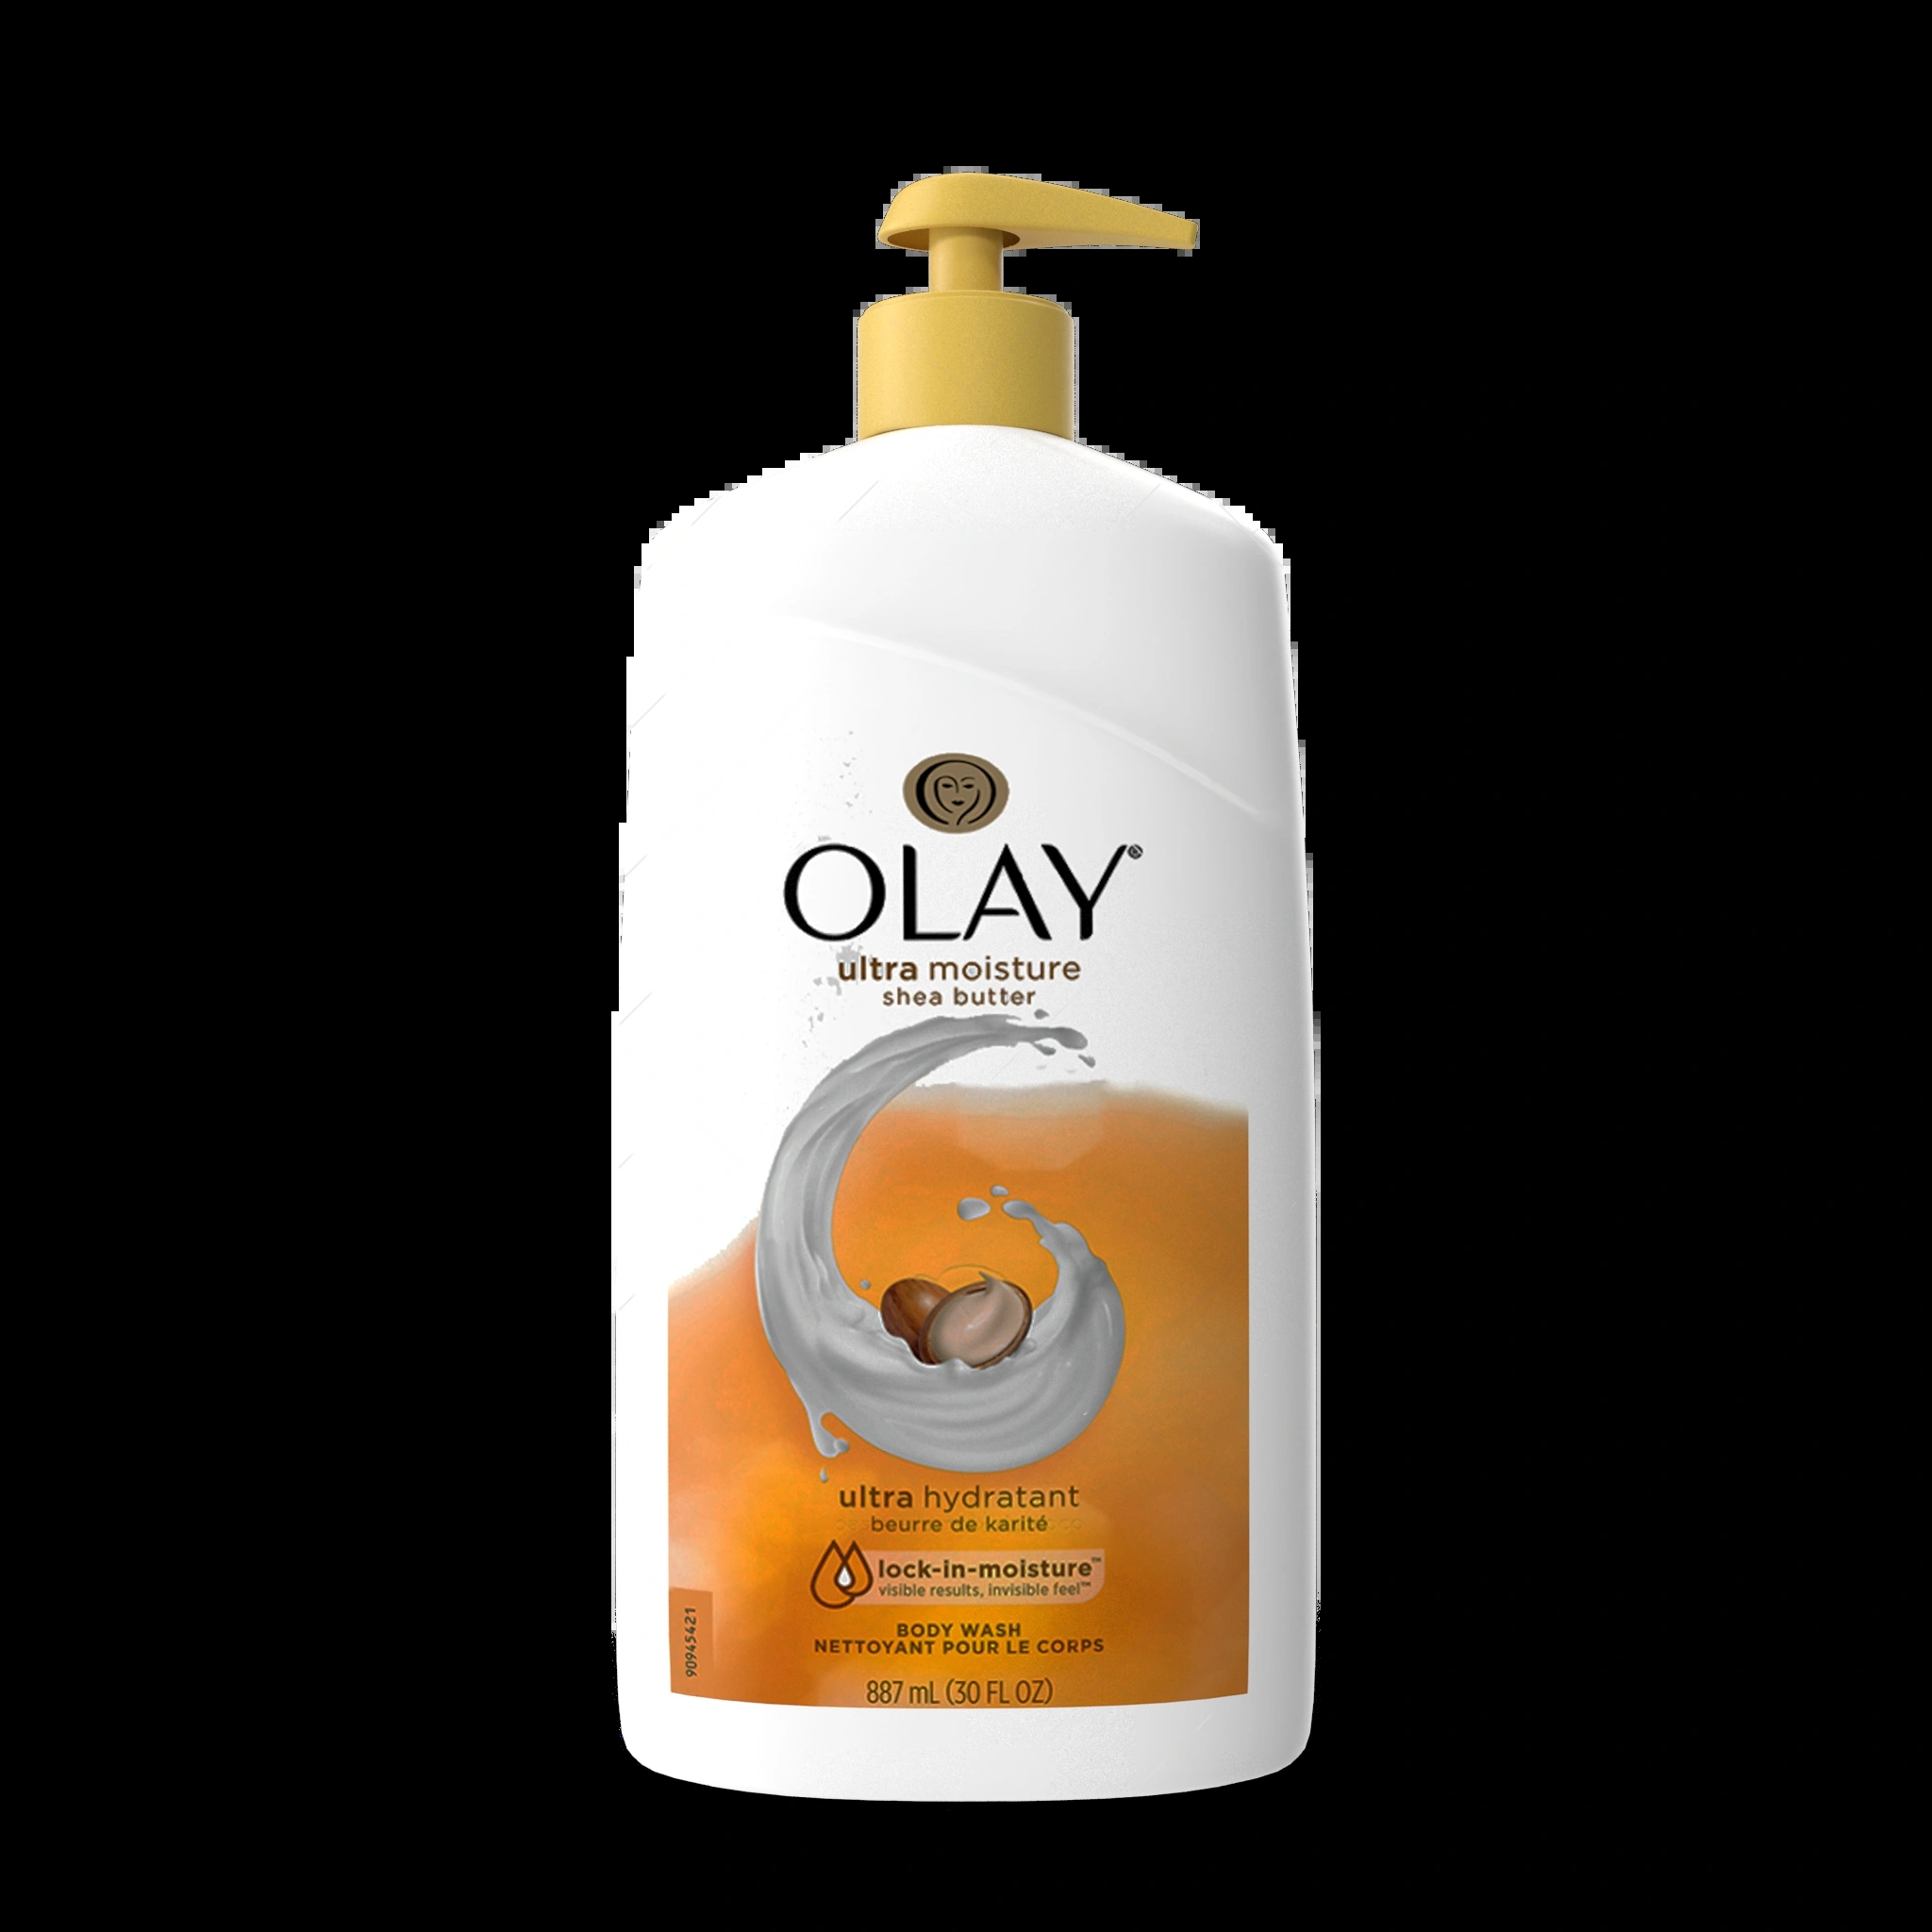 OLAY®
ultra moisture
shea butter
ultra hydratant
beurre de karité
lock-in-moisture™
visible results, invisible feel™
BODY WASH
NETTOYANT POUR LE CORPS
90945421
887 mL (30 FL OZ)